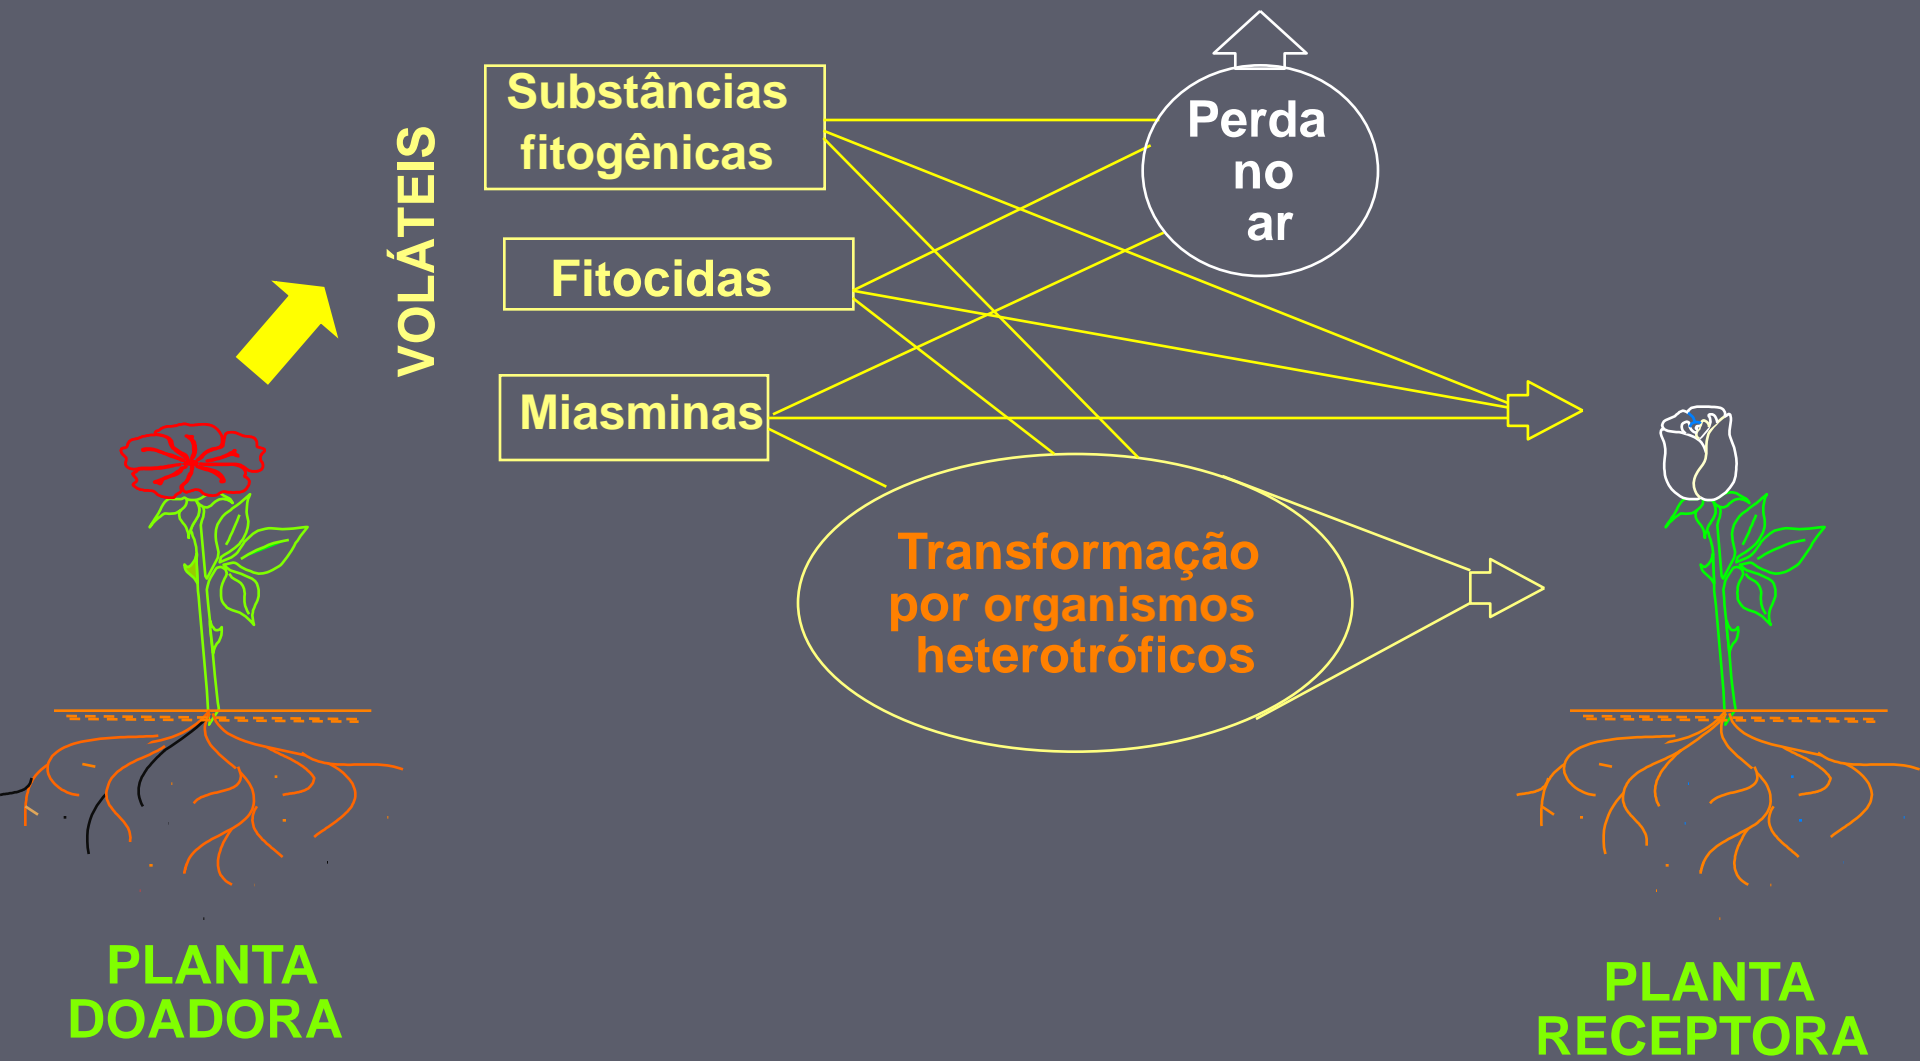 VOLÁTEIS
Substâncias
fitogênicas
Fitocidas
Miasminas
Perda
no
ar
Transformação
por organismos
heterotróficos
PLANTA
DOADORA
PLANTA
RECEPTORA